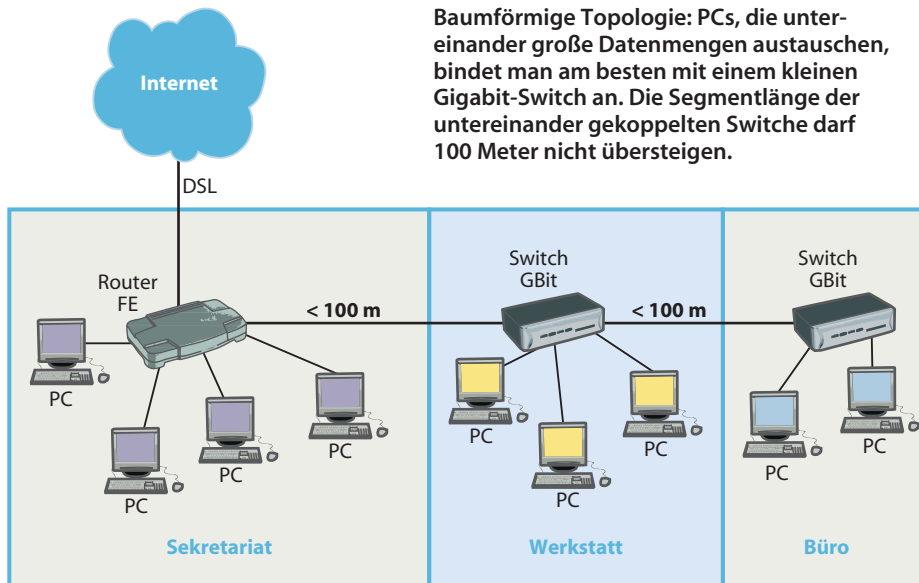 Baumförmige Topologie: PCs, die unter-
einander große Datenmengen austauschen,
bindet man am besten mit einem kleinen
Gigabit-Switch an. Die Segmentlänge der
untereinander gekoppelten Switche darf
100 Meter nicht übersteigen.
Internet
DSL
Router
FE
< 100 m
Switch
GBit
< 100 m
Switch
GBit
PC
PC
PC
PC
PC
PC
PC
PC
PC
Sekretariat
Werkstatt
Büro